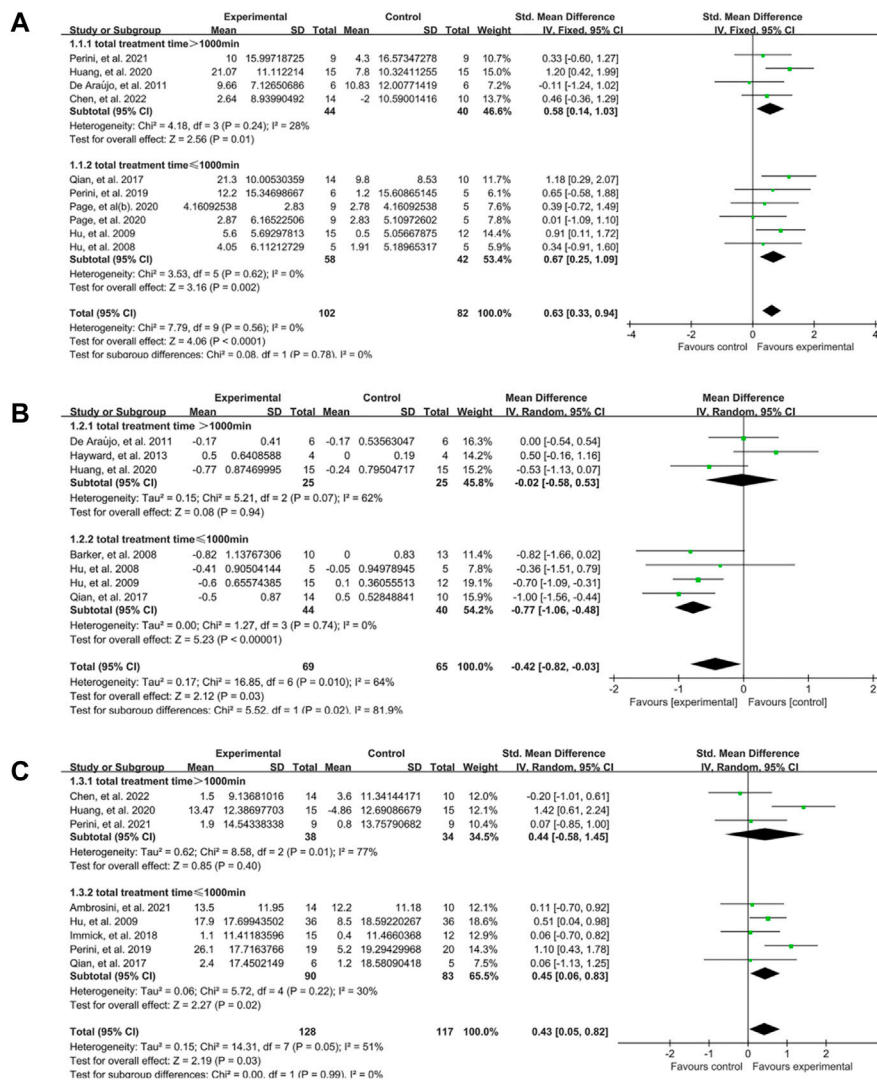 A
Experimental Control Std. Mean Difference Std. Mean Difference
Study or Subgroup Mean SD Total Mean SD Total Weight IV, Fixed, 95% CI IV, Fixed, 95% CI
1.1.1 total treatment time>1000min
Perini, et al. 2021 10 15.99718725 9 4.3 16.57347278 9 10.7% 0.33 [-0.60, 1.27]
Huang, et al. 2020 21.07 11.112214 15 7.8 10.32411255 15 15.0% 1.20 [0.42, 1.99]
De Araújo, et al. 2011 9.66 7.12650686 6 10.83 12.00771419 6 7.3% -0.11 [-1.24, 1.02]
Chen, et al. 2022 2.64 8.93990492 14 -2 10.59001416 10 13.7% 0.46 [-0.36, 1.29]
Subtotal (95% CI) 44 40 46.6% 0.58 [0.14, 1.03]
Heterogeneity: Chi² = 4.18, df = 3 (P = 0.24); I² = 28%
Test for overall effect: Z = 2.56 (P = 0.01)
1.1.2 total treatment time≤1000min
Qian, et al. 2017 21.3 10.00530359 14 9.8 8.53 10 11.7% 1.18 [0.29, 2.07]
Perini, et al. 2019 12.2 15.34698667 6 1.2 15.60865145 5 6.1% 0.65 [-0.58, 1.88]
Page, et al(b). 2020 4.16092538 2.83 9 2.78 4.16092538 5 7.4% 0.39 [-0.72, 1.49]
Page, et al. 2020 2.87 6.16522506 9 2.83 5.10972602 5 7.7% 0.01 [-1.09, 1.10]
Hu, et al. 2009 5.6 5.69297813 15 0.5 5.05667875 12 14.7% 0.91 [0.11, 1.72]
Hu, et al. 2008 4.05 6.11212729 5 1.91 5.18965317 5 5.9% 0.34 [-0.91, 1.60]
Subtotal (95% CI) 58 42 53.4% 0.67 [0.25, 1.09]
Heterogeneity: Chi² = 3.53, df = 5 (P = 0.62); I² = 0%
Test for overall effect: Z = 3.16 (P = 0.002)
Total (95% CI) 102 82 100.0% 0.63 [0.33, 0.94]
Heterogeneity: Chi² = 7.79, df = 9 (P = 0.56); I² = 0%
Test for overall effect: Z = 4.06 (P < 0.0001)
Test for subgroup differences: Chi² = 0.08, df = 1 (P = 0.78), I² = 0%
-4 -2 0 2 4
Favours control Favours experimental
B
Experimental Control Mean Difference Mean Difference
Study or Subgroup Mean SD Total Mean SD Total Weight IV, Random, 95% CI IV, Random, 95% CI
1.2.1 total treatment time >1000min
De Araújo, et al. 2011 -0.17 0.41 6 -0.17 0.53563047 6 16.3% 0.00 [-0.54, 0.54]
Hayward, et al. 2013 0.5 0.6408588 4 0 0.19 4 14.2% 0.50 [-0.16, 1.16]
Huang, et al. 2020 -0.77 0.87469995 15 -0.24 0.79504717 15 15.2% -0.53 [-1.13, 0.07]
Subtotal (95% CI) 25 25 45.8% -0.02 [-0.58, 0.53]
Heterogeneity: Tau² = 0.15; Chi² = 5.21, df = 2 (P = 0.07); I² = 62%
Test for overall effect: Z = 0.08 (P = 0.94)
1.2.2 total treatment time≤1000min
Barker, et al. 2008 -0.82 1.13767306 10 0 0.83 13 11.4% -0.82 [-1.66, 0.02]
Hu, et al. 2008 -0.41 0.90504144 5 -0.05 0.94978945 5 7.8% -0.36 [-1.51, 0.79]
Hu, et al. 2009 -0.6 0.65574385 15 0.1 0.36055513 12 19.1% -0.70 [-1.09, -0.31]
Qian, et al. 2017 -0.5 0.87 14 0.5 0.52848841 10 15.9% -1.00 [-1.56, -0.44]
Subtotal (95% CI) 44 40 54.2% -0.77 [-1.06, -0.48]
Heterogeneity: Tau² = 0.00; Chi² = 1.27, df = 3 (P = 0.74); I² = 0%
Test for overall effect: Z = 5.23 (P < 0.00001)
Total (95% CI) 69 65 100.0% -0.42 [-0.82, -0.03]
Heterogeneity: Tau² = 0.17; Chi² = 16.85, df = 6 (P = 0.010); I² = 64%
Test for overall effect: Z = 2.12 (P = 0.03)
Test for subgroup differences: Chi² = 5.52, df = 1 (P = 0.02), I² = 81.9%
-2 -1 0 1 2
Favours [experimental] Favours [control]
C
Experimental Control Std. Mean Difference Std. Mean Difference
Study or Subgroup Mean SD Total Mean SD Total Weight IV, Random, 95% CI IV, Random, 95% CI
1.3.1 total treatment time>1000min
Chen, et al. 2022 1.5 9.13681016 14 3.6 11.34144171 10 12.0% -0.20 [-1.01, 0.61]
Huang, et al. 2020 13.47 12.38697703 15 -4.86 12.69086679 15 12.1% 1.42 [0.61, 2.24]
Perini, et al. 2021 1.9 14.54338338 9 0.8 13.75790682 9 10.4% 0.07 [-0.85, 1.00]
Subtotal (95% CI) 38 34 34.5% 0.44 [-0.58, 1.45]
Heterogeneity: Tau² = 0.62; Chi² = 8.58, df = 2 (P = 0.01); I² = 77%
Test for overall effect: Z = 0.85 (P = 0.40)
1.3.2 total treatment time≤1000min
Ambrosini, et al. 2021 13.5 11.95 14 12.2 11.18 10 12.1% 0.11 [-0.70, 0.92]
Hu, et al. 2009 17.9 17.69943502 36 8.5 18.59220267 36 18.6% 0.51 [0.04, 0.98]
Immick, et al. 2018 1.1 11.41183596 15 0.4 11.4660368 12 13.0% 0.06 [-0.70, 0.82]
Perini, et al. 2019 26.1 17.7163766 19 5.2 19.29429968 20 14.3% 1.10 [0.43, 1.78]
Qian, et al. 2017 2.4 17.4502149 6 1.2 18.58090418 5 7.5% 0.06 [-1.13, 1.25]
Subtotal (95% CI) 90 83 65.5% 0.45 [0.06, 0.83]
Heterogeneity: Tau² = 0.06; Chi² = 5.72, df = 4 (P = 0.22); I² = 30%
Test for overall effect: Z = 2.27 (P = 0.02)
Total (95% CI) 128 117 100.0% 0.43 [0.05, 0.82]
Heterogeneity: Tau² = 0.15; Chi² = 14.31, df = 7 (P = 0.05); I² = 51%
Test for overall effect: Z = 2.19 (P = 0.03)
Test for subgroup differences: Chi² = 0.00, df = 1 (P = 0.99), I² = 0%
-2 -1 0 1 2
Favours control Favours experimental